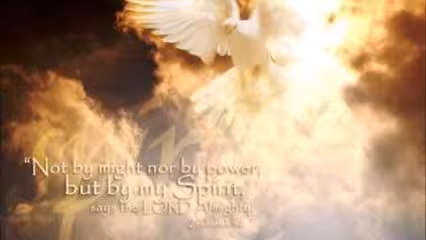 “Not by might nor by power,
but by my Spirit,”
says the LORD Almighty.